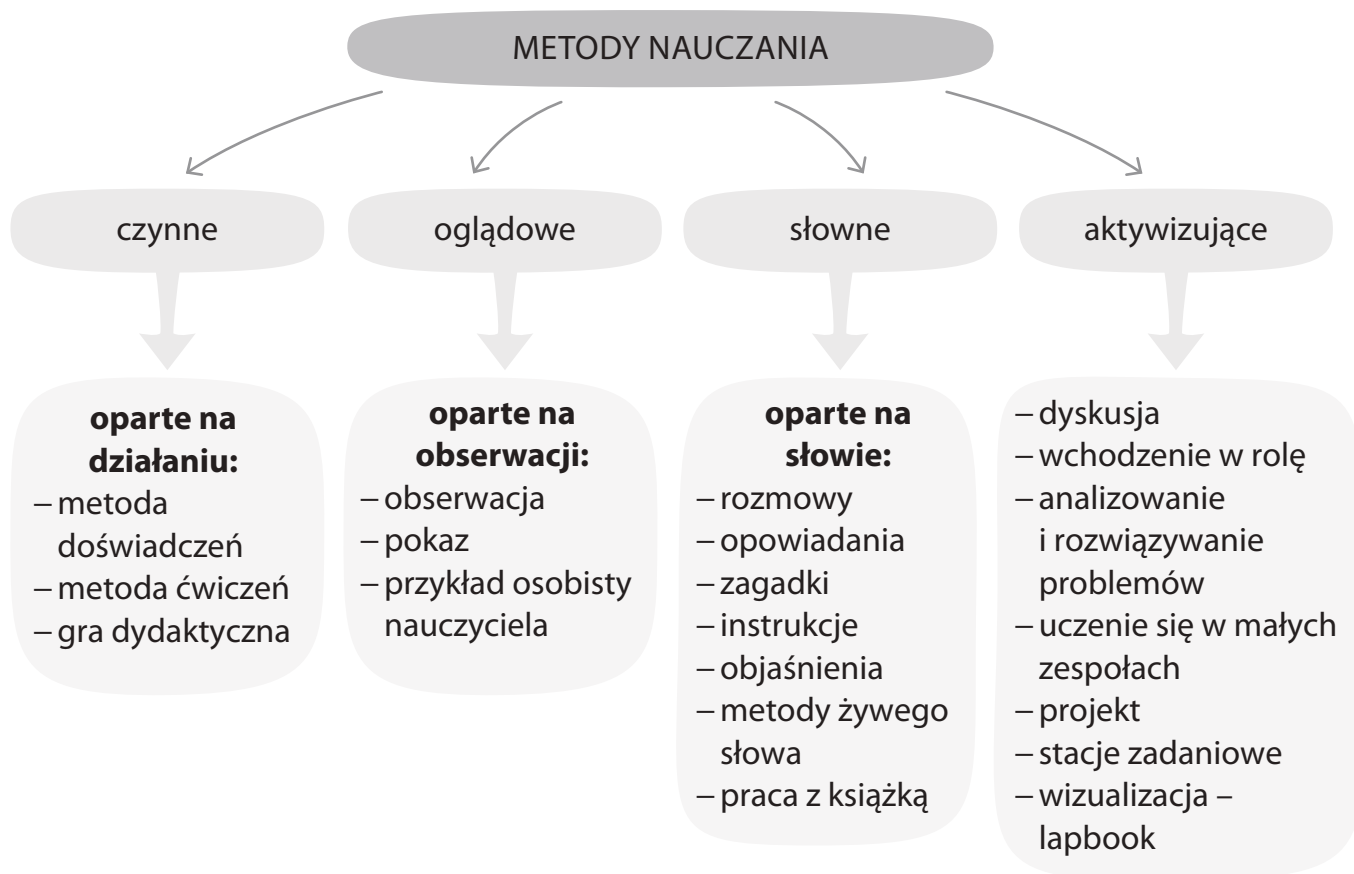 METODY NAUCZANIA
czynne
oglądowe
słowne
aktywizujące
oparte na
działaniu:
– metoda
doświadczeń
– metoda ćwiczeń
– gra dydaktyczna
oparte na
obserwacji:
– obserwacja
– pokaz
– przykład osobisty
nauczyciela
oparte na
słowie:
– rozmowy
– opowiadania
– zagadki
– instrukcje
– objaśnienia
– metody żywego
słowa
– praca z książką
– dyskusja
– wchodzenie w rolę
– analizowanie
i rozwiązywanie
problemów
– uczenie się w małych
zespołach
– projekt
– stacje zadaniowe
– wizualizacja –
lapbook